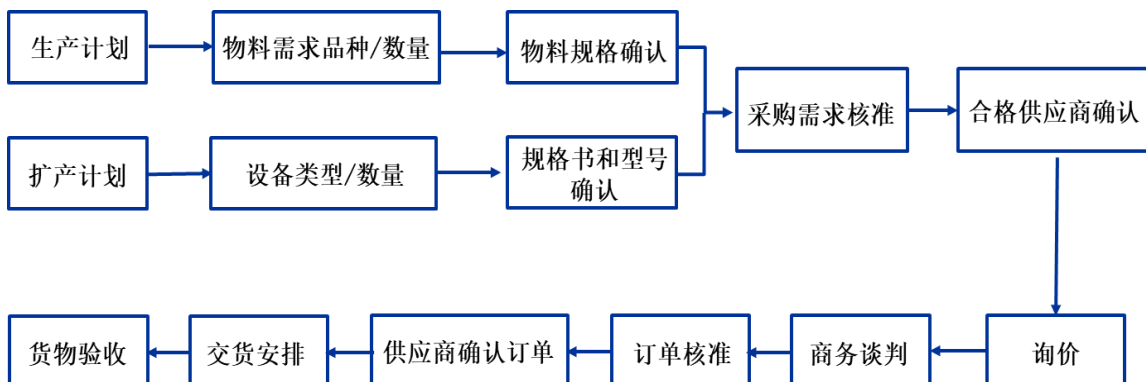 生产计划
物料需求品种/数量
物料规格确认
采购需求核准
合格供应商确认
扩产计划
设备类型/数量
规格书和型号
确认
货物验收
交货安排
供应商确认订单
订单核准
商务谈判
询价